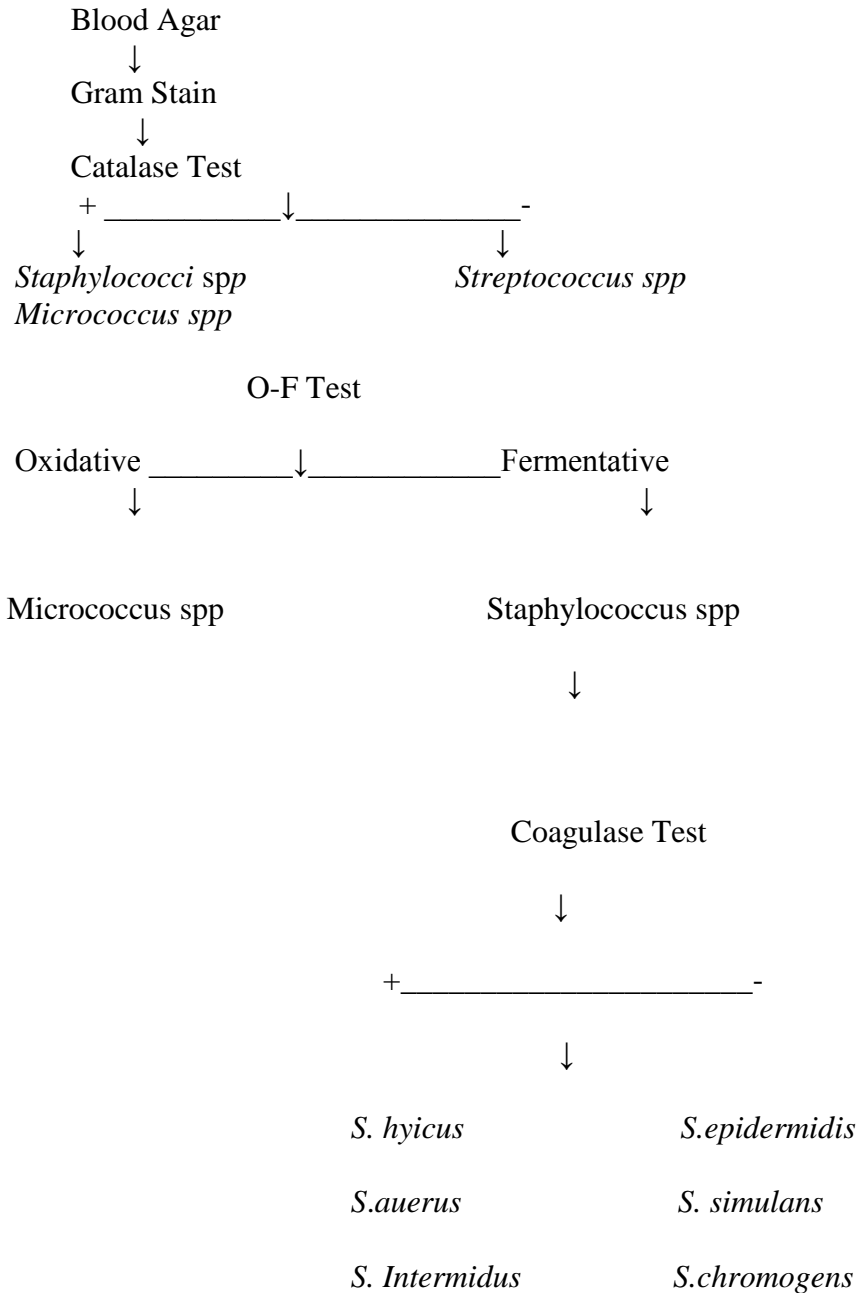 Blood Agar
↓
Gram Stain
↓
Catalase Test
+ ___________↓______________-
↓ ↓
Staphylococci spp Streptococcus spp
Micrococcus spp
O-F Test
Oxidative _________↓____________Fermentative
↓ ↓
Micrococcus spp Staphylococcus spp
↓
Coagulase Test
↓
+______________________-
↓
S. hyicus S.epidermidis
S.auerus S. simulans
S. Intermidus S.chromogens